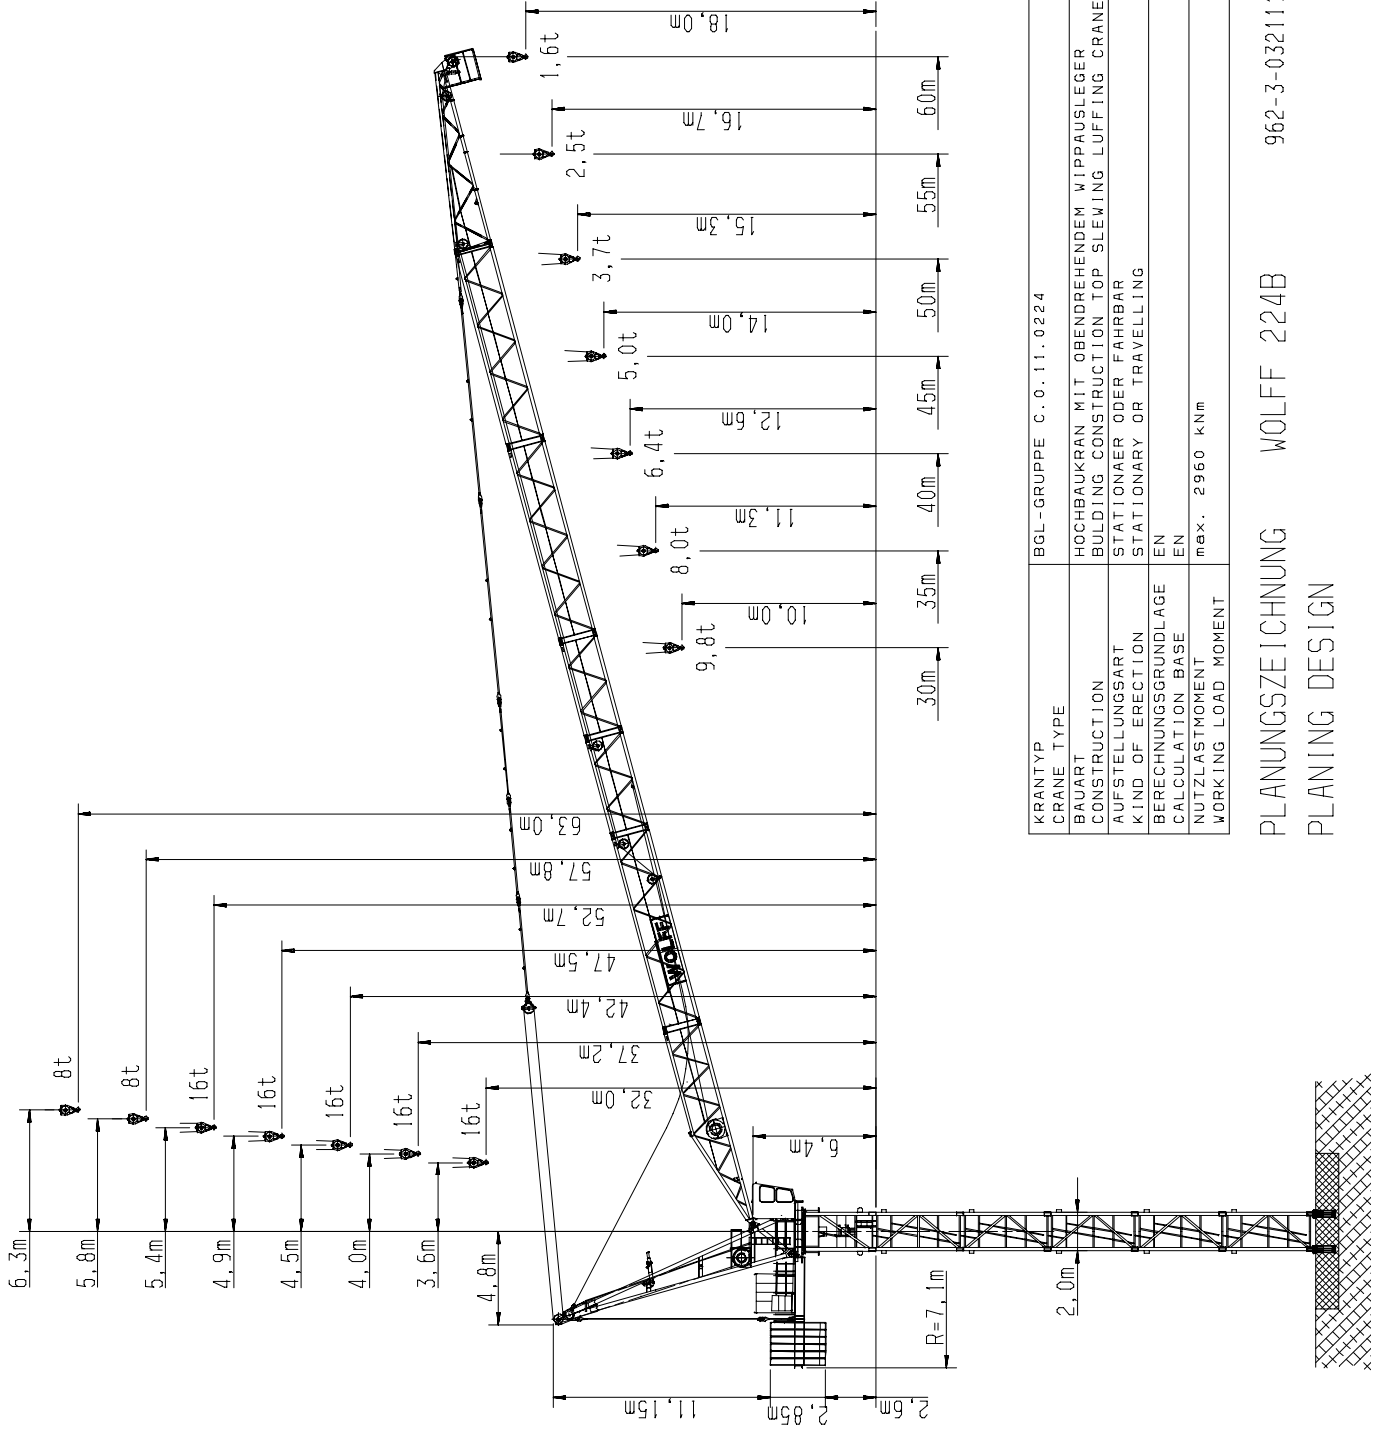 63,0m
57,8m
52,7m
47,5m
42,4m
37,2m
32,0m
6,4m
8t
8t
16t
16t
16t
16t
16t
6,3m
5,8m
5,4m
4,9m
4,5m
4,0m
3,6m
4,8m
18,0m
16,7m
15,3m
14,0m
12,6m
11,3m
10,0m
1,6t
2,5t
3,7t
5,0t
6,4t
8,0t
9,8t
60m
55m
50m
45m
40m
35m
30m
WOLFF
R=7,1m
2,0m
11,15m
2,85m
2,6m
KRANTYP
CRANE TYPE
BGL-GRUPPE C.0.11.0224
BAUART
CONSTRUCTION
HOCHBAUKRAN MIT OBENDREHENDEM WIPPAUSLEGER
BUILDING CONSTRUCTION TOP SLEWING LUFFING CRANE
AUFSTELLUNGSART
KIND OF ERECTION
STATIONAER ODER FAHRBAR
STATIONARY OR TRAVELLING
BERECHNUNGSGRUNDLAGE
CALCULATION BASE
EN
EN
NUTZLASTMOMENT
WORKING LOAD MOMENT
max. 2960 kNm
PLANUNGSZEICHNUNG WOLFF 224B
PLANING DESIGN